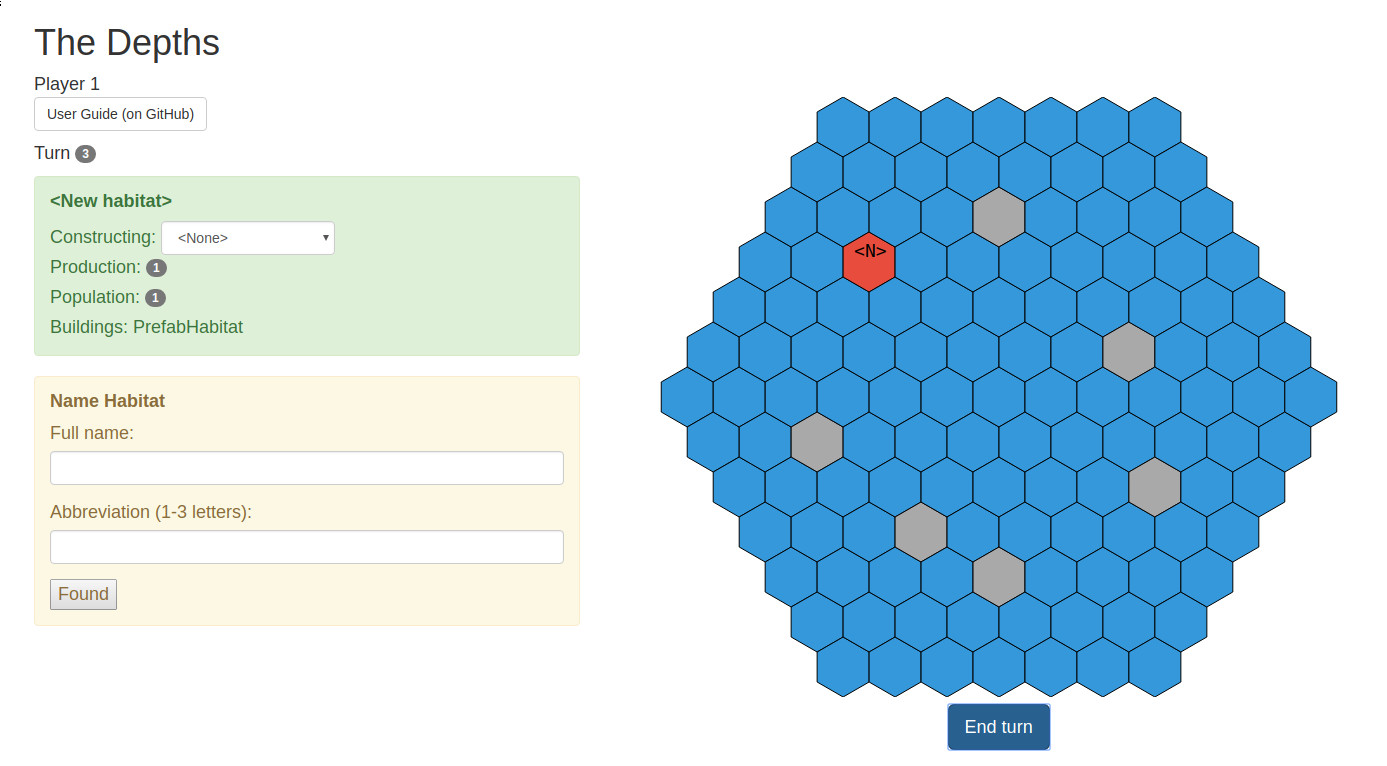 The Depths
Player 1
User Guide (on GitHub)
Turn 3
<New habitat>
Constructing: <None>
Production: 1
Population: 1
Buildings: PrefabHabitat
Name Habitat
Full name:
Abbreviation (1-3 letters):
Found
<N>
End turn